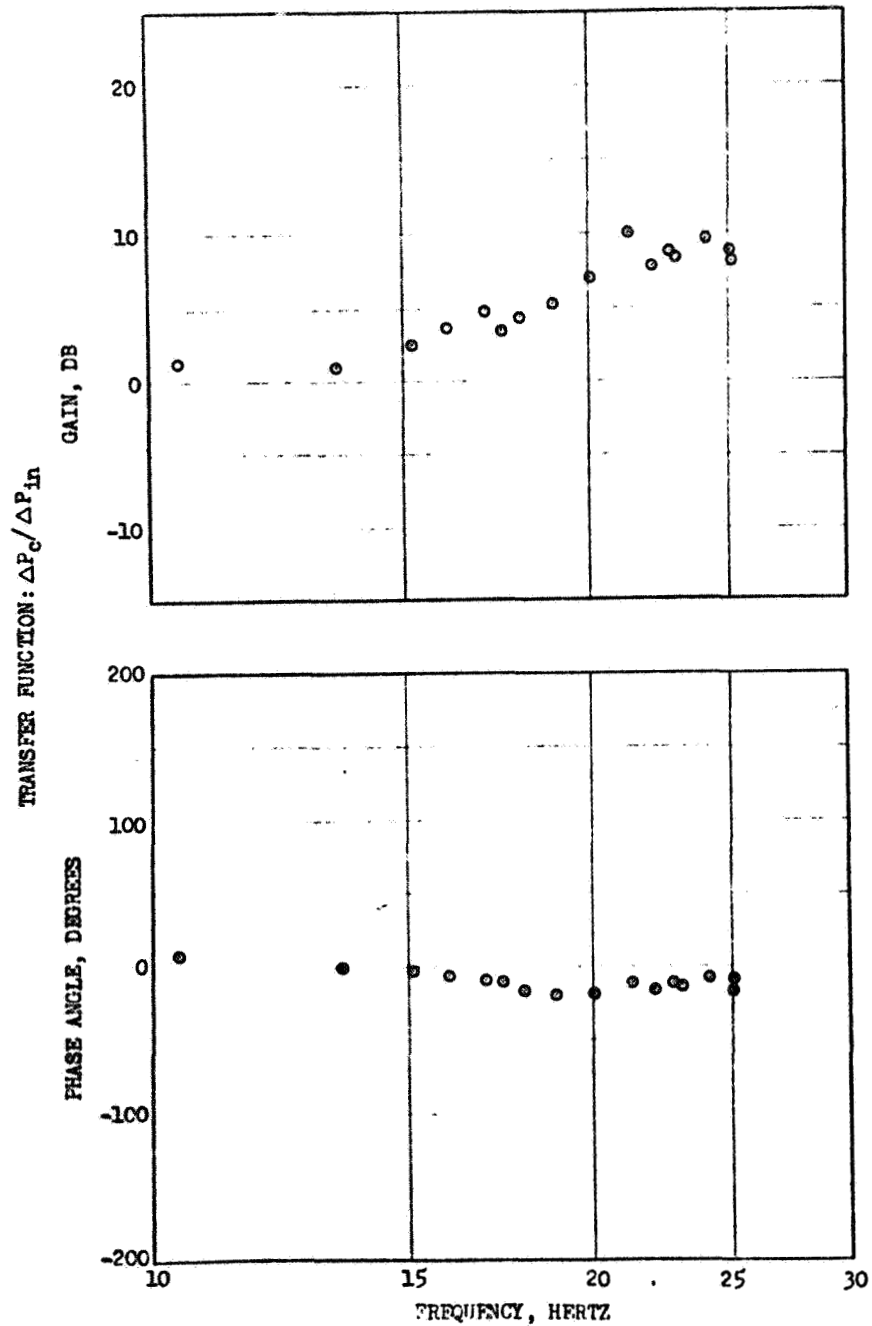 TRANSFER FUNCTION: ΔPc/ΔPin
GAIN, DB
20
10
0
-10
PHASE ANGLE, DEGREES
200
100
0
-100
-200
10 15 20 25 30
FREQUENCY, HERTZ